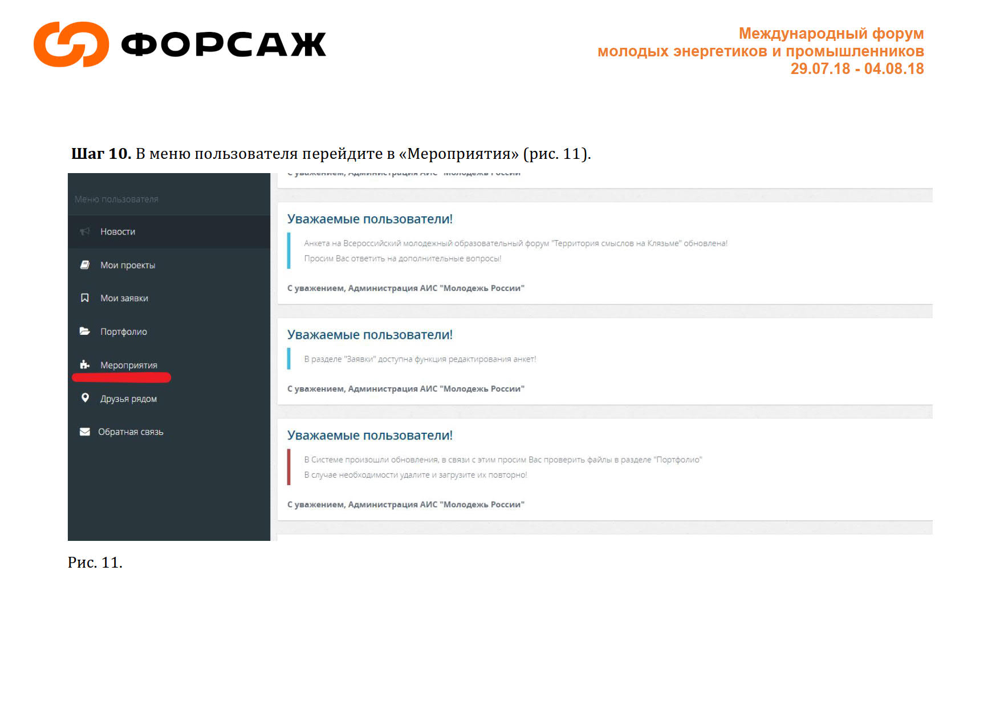 ФОРСАЖ
Международный форум
молодых энергетиков и промышленников
29.07.18 - 04.08.18
Шаг 10. В меню пользователя перейдите в «Мероприятия» (рис. 11).
Меню пользователя
Новости
Мои проекты
Мои заявки
Портфолио
Мероприятия
Друзья рядом
Обратная связь
С уважением, Администрация АИС "Молодежь России"
Уважаемые пользователи!
Анкета на Всероссийский молодежный образовательный форум "Территория смыслов на Клязьме" обновлена!
Просим Вас ответить на дополнительные вопросы!
С уважением, Администрация АИС "Молодежь России"
Уважаемые пользователи!
В разделе "Заявки" доступна функция редактирования анкет!
С уважением, Администрация АИС "Молодежь России"
Уважаемые пользователи!
В Системе произошли обновления, в связи с этим просим Вас проверить файлы в разделе "Портфолио"
В случае необходимости удалите и загрузите их повторно!
С уважением, Администрация АИС "Молодежь России"
Рис. 11.